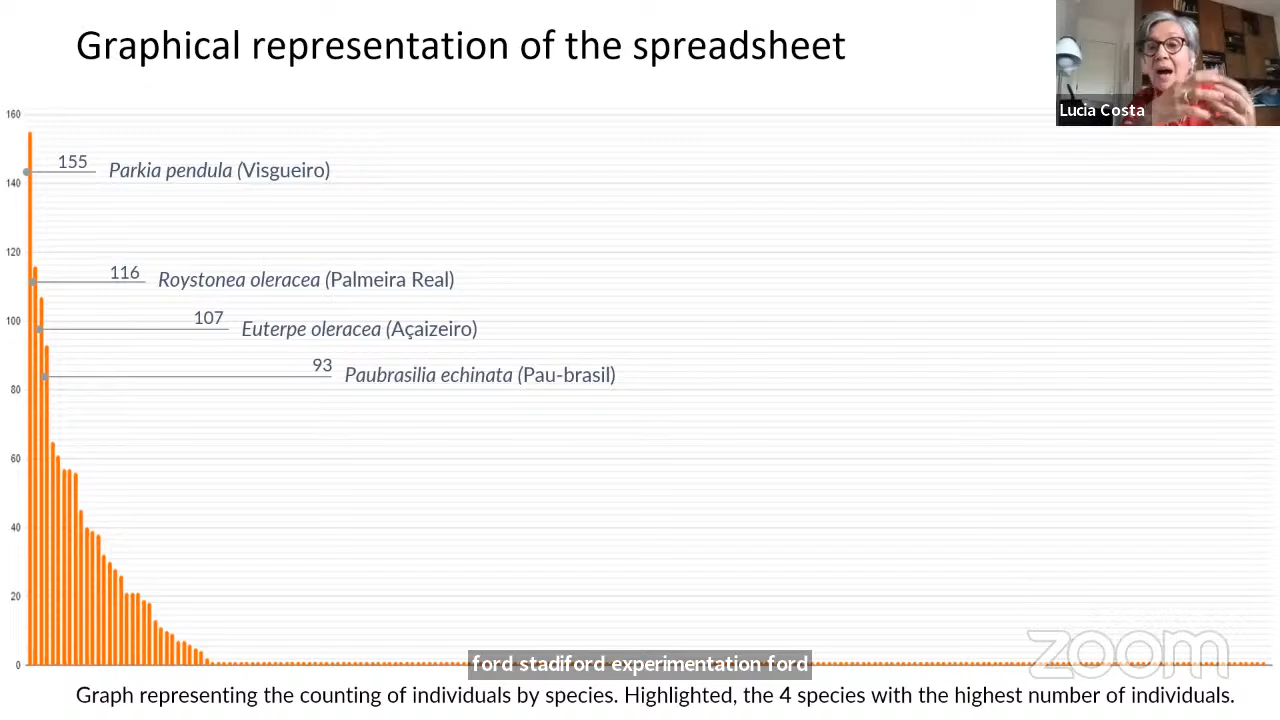 Graphical representation of the spreadsheet
Lucia Costa
160
155
Parkia pendula (Visgueiro)
140
120
116
Roystonea oleracea (Palmeira Real)
107
100
Euterpe oleracea (Açaizeiro)
93
Paubrasilia echinata (Pau-brasil)
80
60
40
20
0
zoom
ford stadiford experimentation ford
Graph representing the counting of individuals by species. Highlighted, the 4 species with the highest number of individuals.